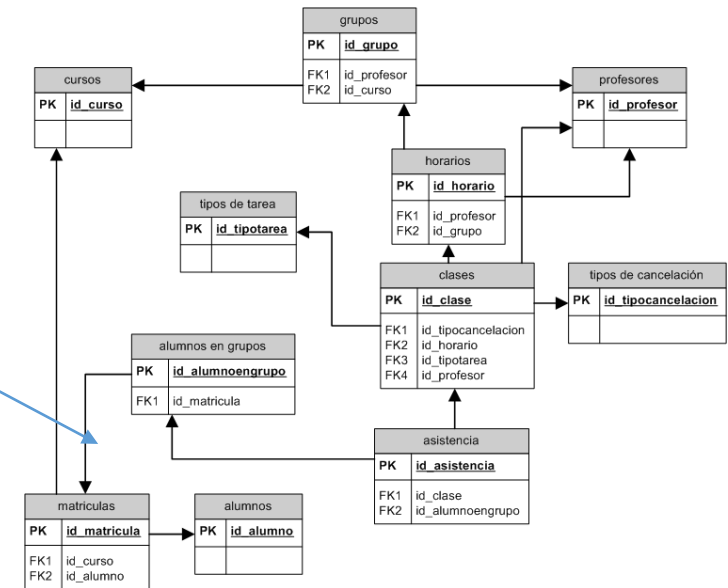 grupos
PK id_grupo
FK1 id_profesor
FK2 id_curso
cursos
PK id_curso
profesores
PK id_profesor
horarios
PK id_horario
FK1 id_profesor
FK2 id_grupo
tipos de tarea
PK id_tipotarea
clases
PK id_clase
FK1 id_tipocancelacion
FK2 id_horario
FK3 id_tipotarea
FK4 id_profesor
tipos de cancelación
PK id_tipocancelacion
alumnos en grupos
PK id_alumnoengrupo
FK1 id_matricula
asistencia
PK id_asistencia
FK1 id_clase
FK2 id_alumnoengrupo
matriculas
PK id_matricula
FK1 id_curso
FK2 id_alumno
alumnos
PK id_alumno